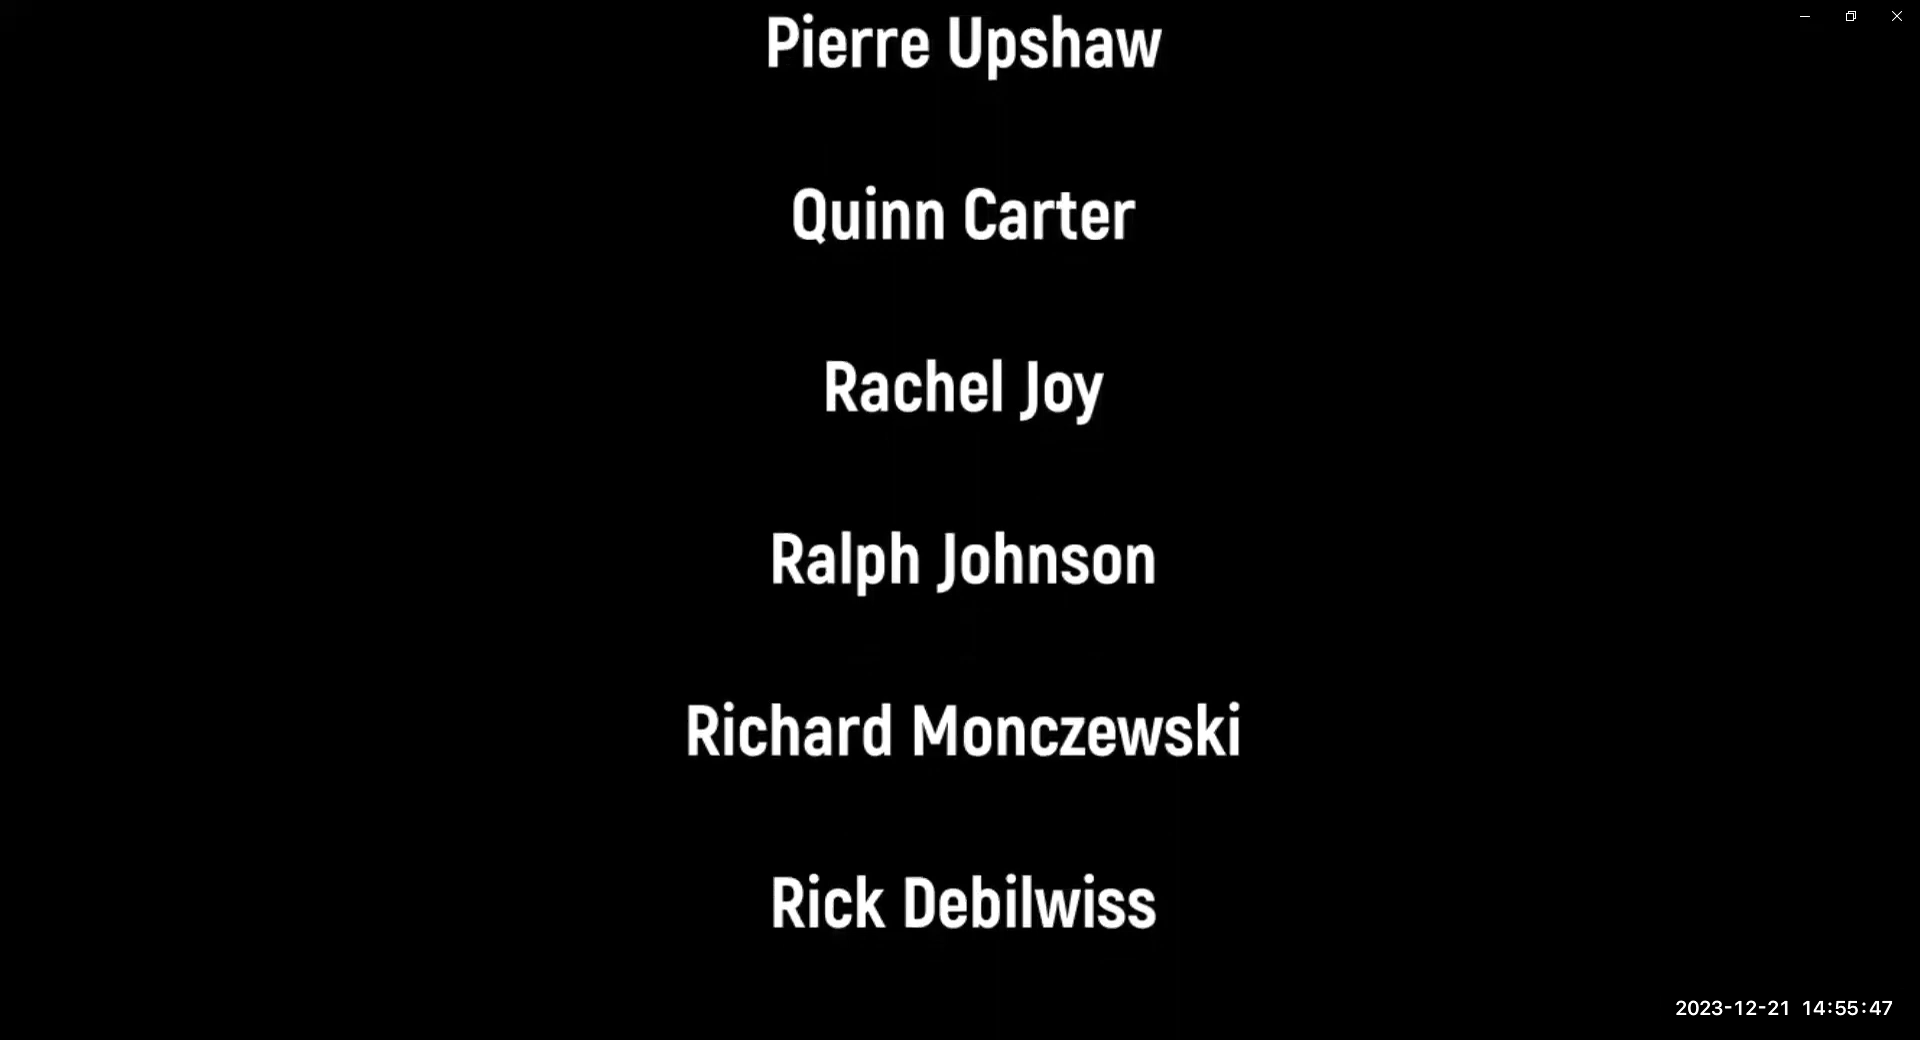 Pierre Upshaw
Quinn Carter
Rachel Joy
Ralph Johnson
Richard Monczewski
Rick Debilwiss
2023-12-21 14:55:47